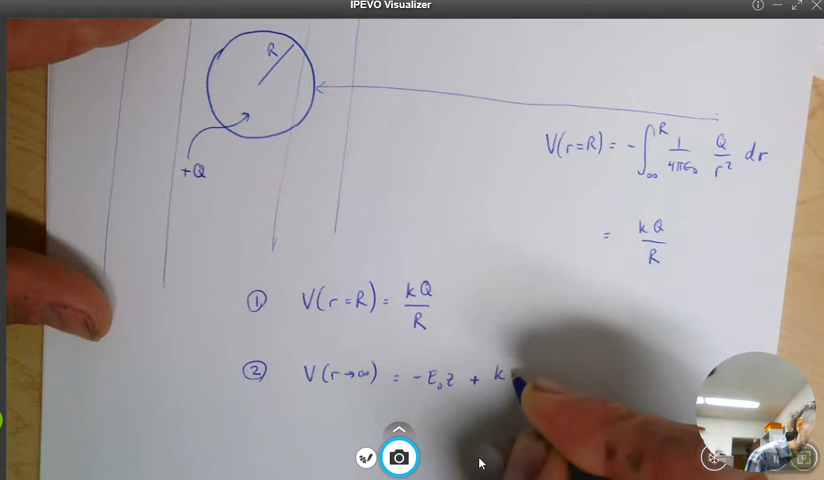 IPEVO Visualizer
R
+Q
V(r=R) = -∫_∞^R 1/4πε₀ Q/r² dr
= kQ/R
① V(r=R) = kQ/R
② V(r→∞) = -E₀z + k